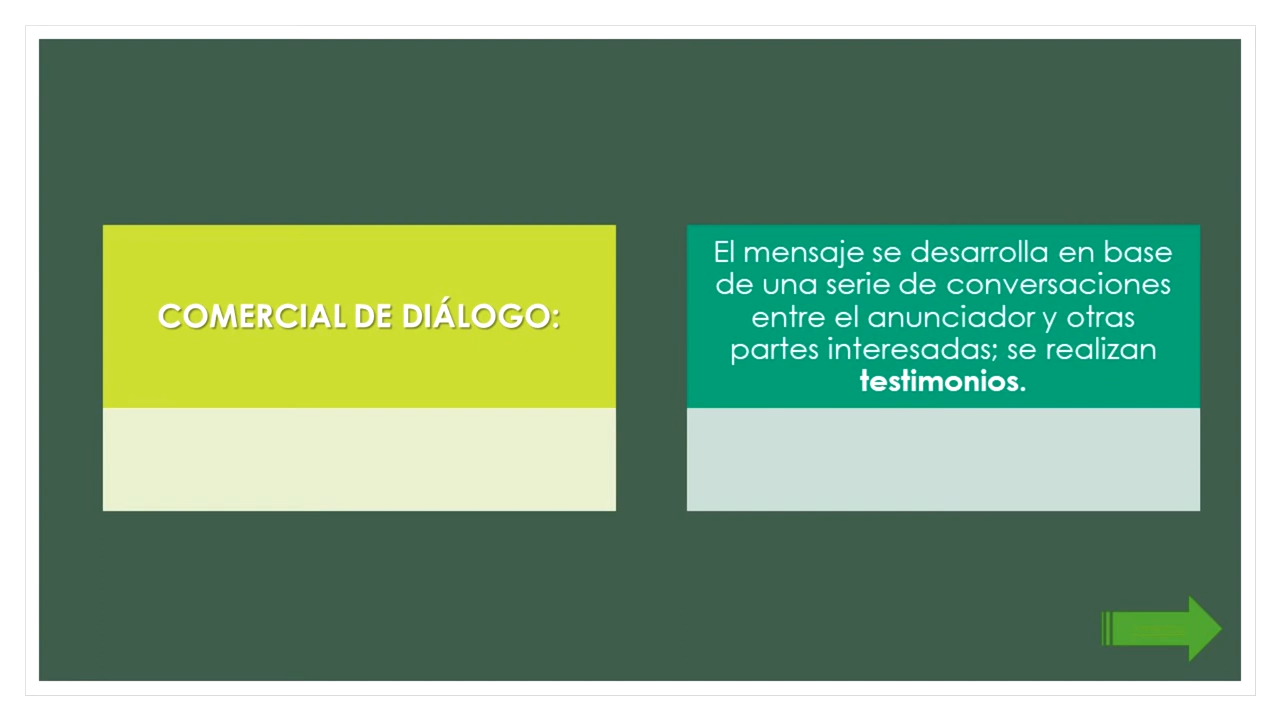 COMERCIAL DE DIÁLOGO:
El mensaje se desarrolla en base
de una serie de conversaciones
entre el anunciador y otras
partes interesadas; se realizan
testimonios.